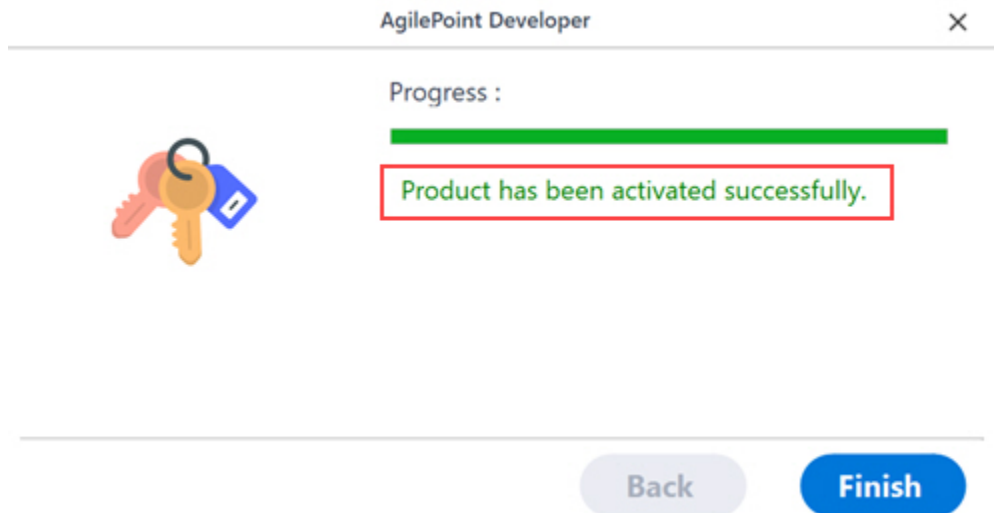 AgilePoint Developer
Progress :
Product has been activated successfully.
Back
Finish